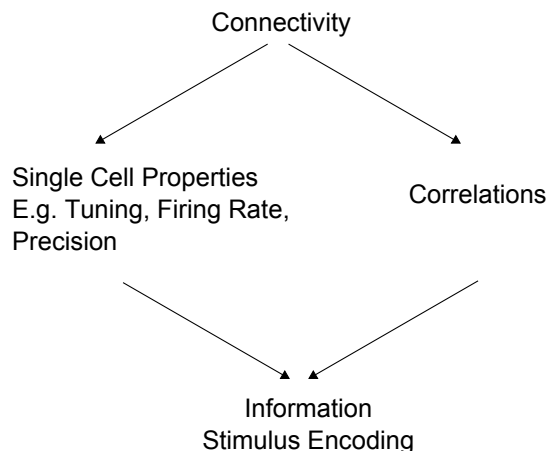 Connectivity
Single Cell Properties
E.g. Tuning, Firing Rate,
Precision
Correlations
Information
Stimulus Encoding